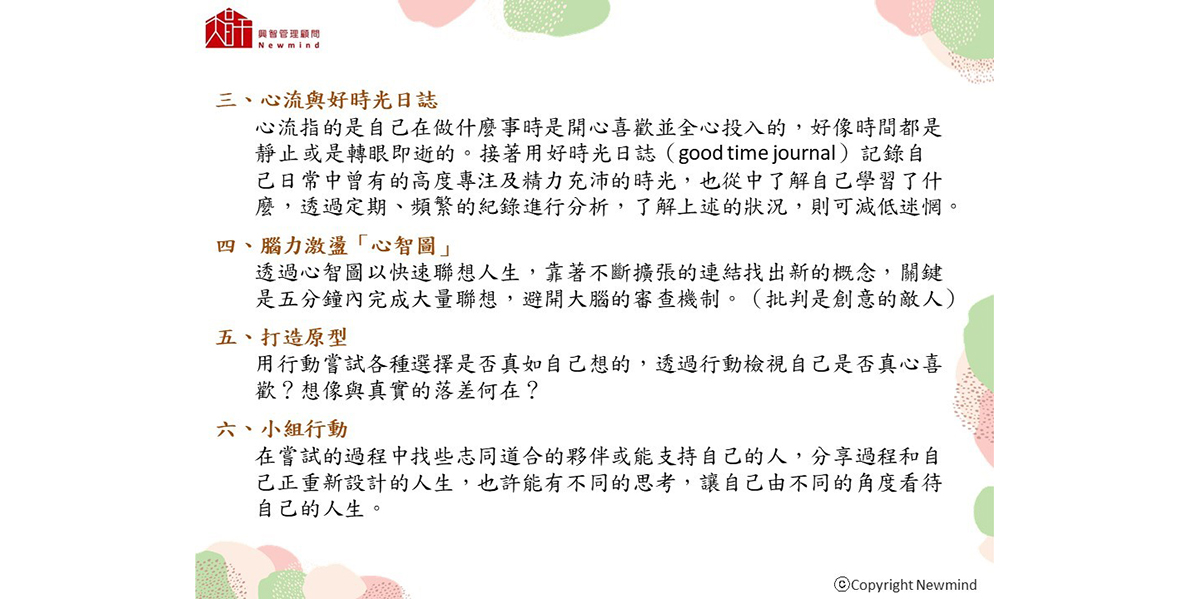 興智管理顧問
Newmind
三、心流與好時光日誌
心流指的是自己在做什麼事時是開心喜歡並全心投入的，好像時間都是
靜止或是轉眼即逝的。接著用好時光日誌（good time journal）記錄自
己日常中曾有的高度專注及精力充沛的時光，也從中了解自己學習了什
麼，透過定期、頻繁的紀錄進行分析，了解上述的狀況，則可減低迷惘。
四、腦力激盪「心智圖」
透過心智圖以快速聯想人生，靠著不斷擴張的連結找出新的概念，關鍵
是五分鐘內完成大量聯想，避開大腦的審查機制。（批判是創意的敵人）
五、打造原型
用行動嘗試各種選擇是否真如自己想的，透過行動檢視自己是否真心喜
歡？想像與真實的落差何在？
六、小組行動
在嘗試的過程中找些志同道合的夥伴或能支持自己的人，分享過程和自
己正重新設計的人生，也許能有不同的思考，讓自己由不同的角度看待
自己的人生。
ⓒCopyright Newmind